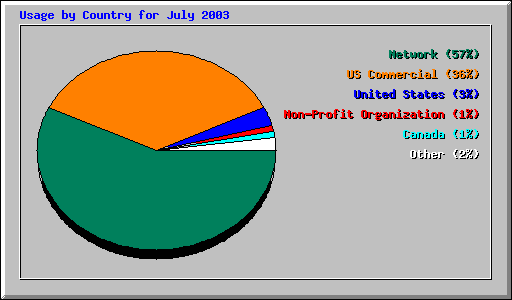 Usage by Country for July 2003
Network (57%)
US Commercial (36%)
United States (3%)
Non-Profit Organization (1%)
Canada (1%)
Other (2%)